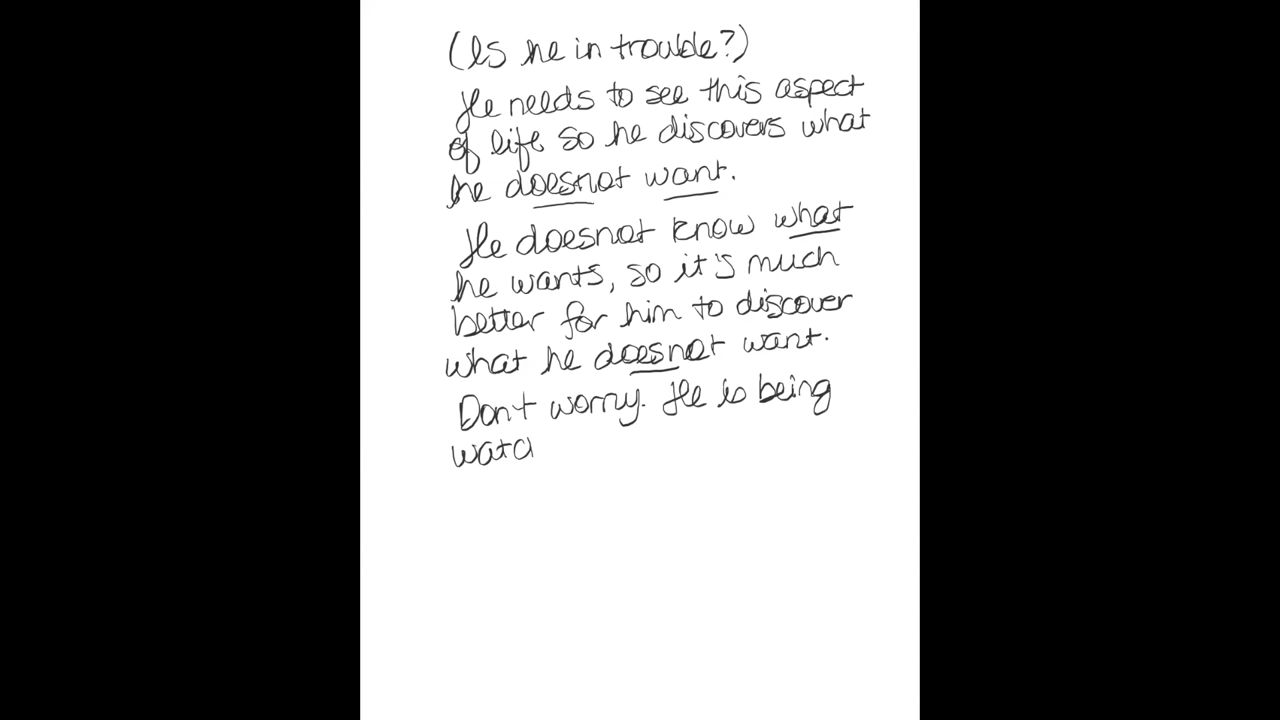 (Is he in trouble?)
He needs to see this aspect
of life so he discovers what
he doesnot want.
He doesnot know what
he wants, so it's much
better for him to discover
what he doesnot want.
Don't worry. He is being
watc